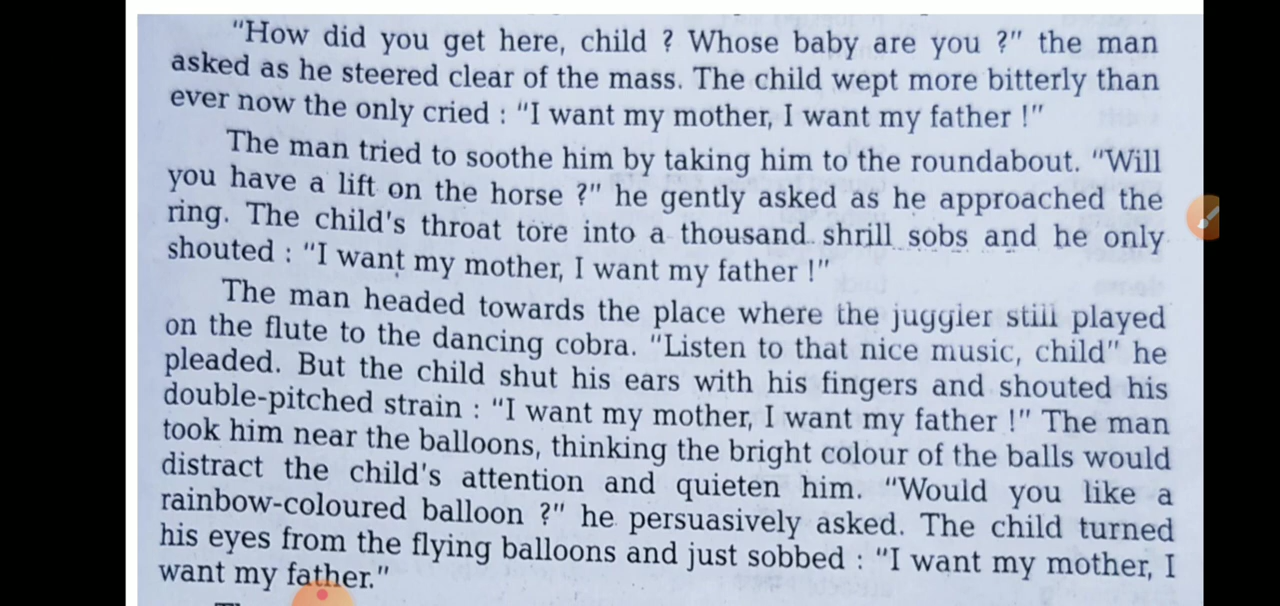 "How did you get here, child ? Whose baby are you ?" the man
asked as he steered clear of the mass. The child wept more bitterly than
ever now the only cried : "I want my mother, I want my father !"
The man tried to soothe him by taking him to the roundabout. "Will
you have a lift on the horse ?" he gently asked as he approached the
ring. The child's throat tore into a thousand shrill sobs and he only
shouted : "I want my mother, I want my father !"
The man headed towards the place where the juggler still played
on the flute to the dancing cobra. "Listen to that nice music, child" he
pleaded. But the child shut his ears with his fingers and shouted his
double-pitched strain : "I want my mother, I want my father !" The man
took him near the balloons, thinking the bright colour of the balls would
distract the child's attention and quieten him. "Would you like a
rainbow-coloured balloon ?" he persuasively asked. The child turned
his eyes from the flying balloons and just sobbed : "I want my mother, I
want my father."